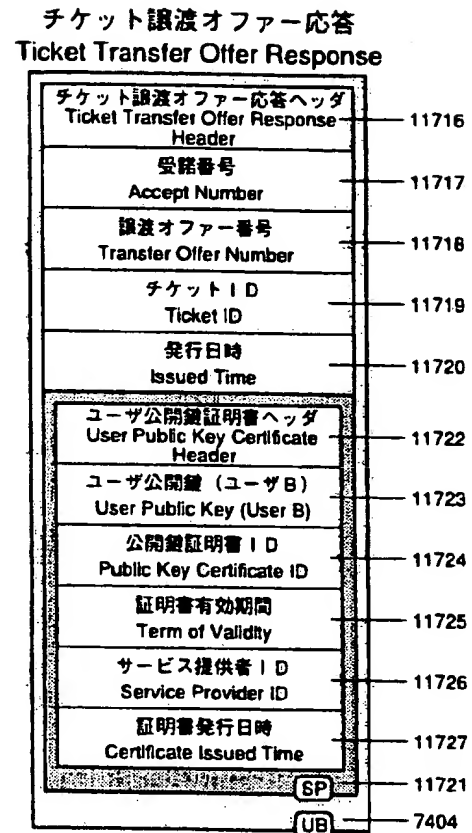 チケット譲渡オファー応答
Ticket Transfer Offer Response
チケット譲渡オファー応答ヘッダ
Ticket Transfer Offer Response
Header
11716
受諾番号
Accept Number
11717
譲渡オファー番号
Transfer Offer Number
11718
チケットID
Ticket ID
11719
発行日時
Issued Time
11720
ユーザ公開鍵証明書ヘッダ
User Public Key Certificate
Header
11722
ユーザ公開鍵（ユーザB）
User Public Key (User B)
11723
公開鍵証明書ID
Public Key Certificate ID
11724
証明書有効期間
Term of Validity
11725
サービス提供者ID
Service Provider ID
11726
証明書発行日時
Certificate Issued Time
11727
SP
11721
UB
7404